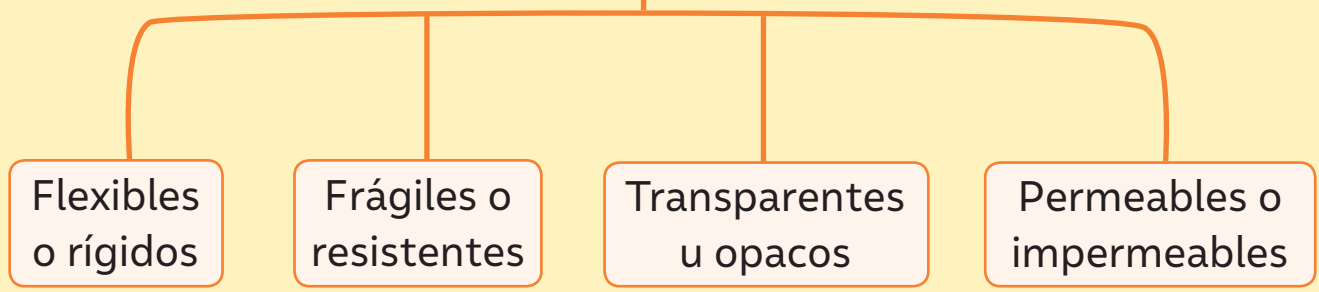 Flexibles
o rígidos
Frágiles o
resistentes
Transparentes
u opacos
Permeables o
impermeables